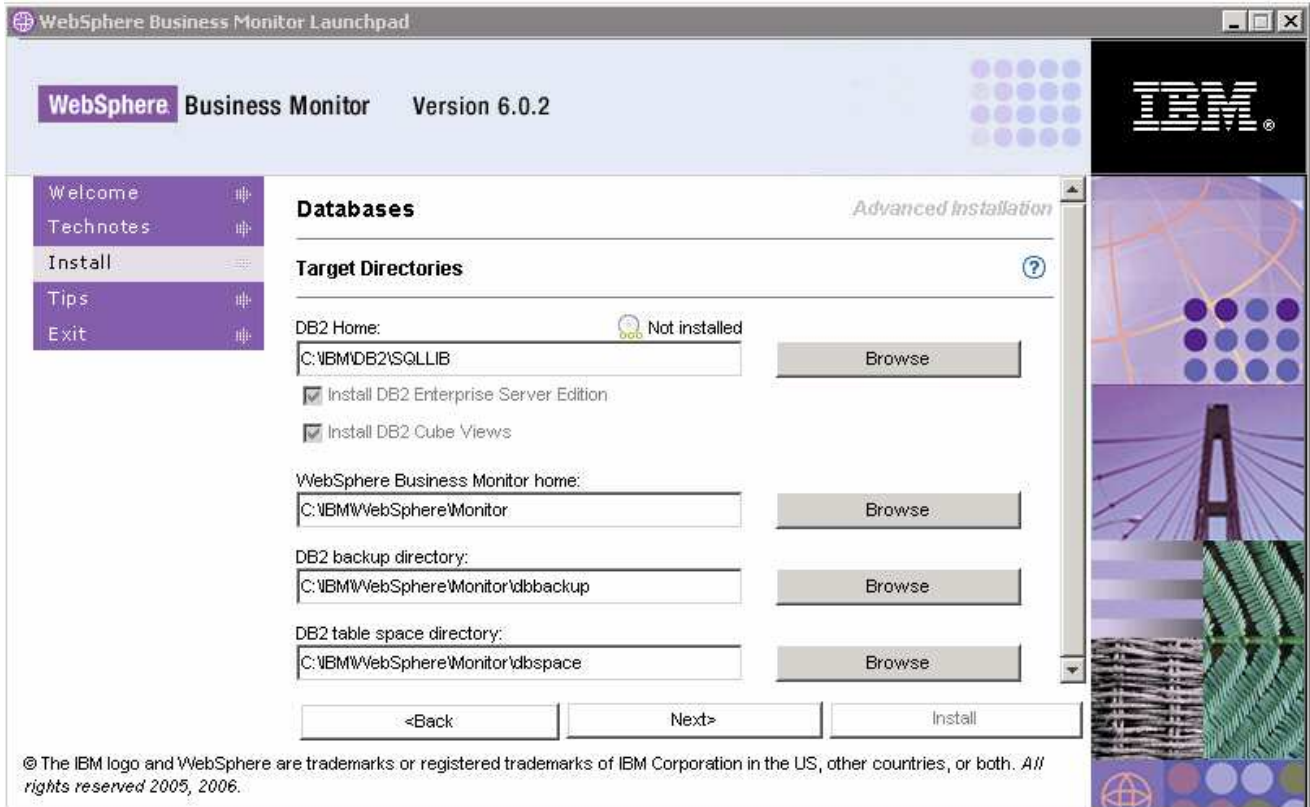 WebSphere Business Monitor Launchpad
WebSphere Business Monitor Version 6.0.2
IBM®
Welcome
Technotes
Install
Tips
Exit
Databases
Advanced Installation
Target Directories
?
DB2 Home:
Not installed
C:\IBM\DB2\SQLLIB
Browse
Install DB2 Enterprise Server Edition
Install DB2 Cube Views
WebSphere Business Monitor home:
C:\IBM\WebSphere\Monitor
Browse
DB2 backup directory:
C:\IBM\WebSphere\Monitor\dbbackup
Browse
DB2 table space directory:
C:\IBM\WebSphere\Monitor\dbspace
Browse
<Back
Next>
Install
© The IBM logo and WebSphere are trademarks or registered trademarks of IBM Corporation in the US, other countries, or both. All
rights reserved 2005, 2006.